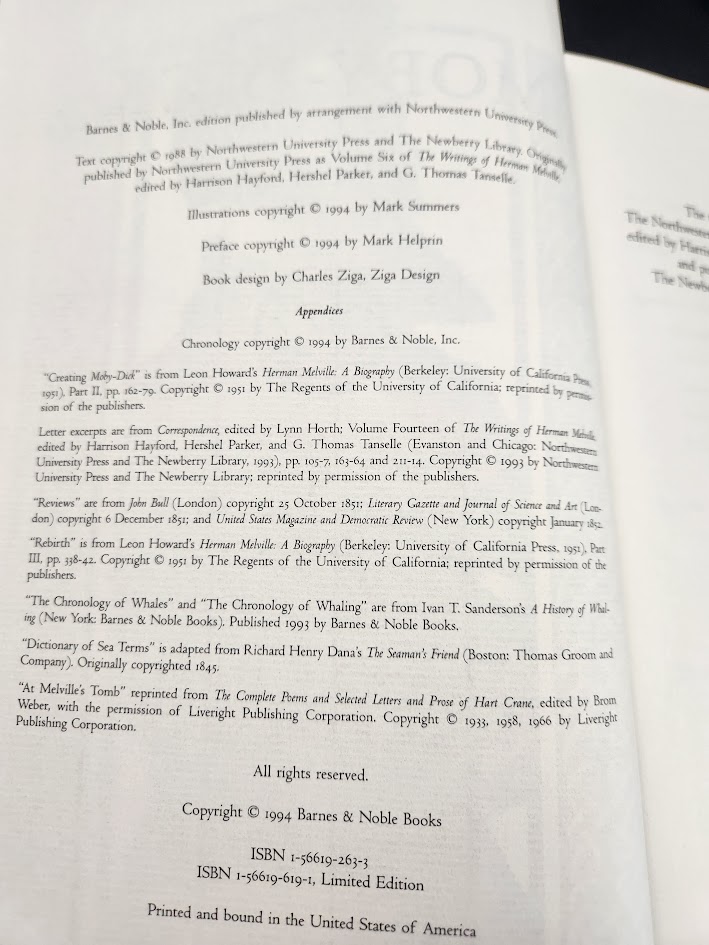 Barnes & Noble, Inc. edition published by arrangement with Northwestern University Press.
Text copyright © 1988 by Northwestern University Press and The Newberry Library. Originally
published by Northwestern University Press as Volume Six of The Writings of Herman Melville,
edited by Harrison Hayford, Hershel Parker, and G. Thomas Tanselle.
Illustrations copyright © 1994 by Mark Summers
Preface copyright © 1994 by Mark Helprin
Book design by Charles Ziga, Ziga Design
Appendices
Chronology copyright © 1994 by Barnes & Noble, Inc.
"Creating Moby-Dick" is from Leon Howard's Herman Melville: A Biography (Berkeley: University of California Press,
1951), Part II, pp. 162-79. Copyright © 1951 by The Regents of the University of California; reprinted by permis-
sion of the publishers.
Letter excerpts are from Correspondence, edited by Lynn Horth; Volume Fourteen of The Writings of Herman Melville,
edited by Harrison Hayford, Hershel Parker, and G. Thomas Tanselle (Evanston and Chicago: Northwestern
University Press and The Newberry Library, 1993), pp. 105-7, 163-64 and 211-14. Copyright © 1993 by Northwestern
University Press and The Newberry Library; reprinted by permission of the publishers.
"Reviews" are from John Bull (London) copyright 25 October 1851; Literary Gazette and Journal of Science and Art (Lon-
don) copyright 6 December 1851; and United States Magazine and Democratic Review (New York) copyright January 1852.
"Rebirth" is from Leon Howard's Herman Melville: A Biography (Berkeley: University of California Press, 1951), Part
III, pp. 338-42. Copyright © 1951 by The Regents of the University of California; reprinted by permission of the
publishers.
"The Chronology of Whales" and "The Chronology of Whaling" are from Ivan T. Sanderson's A History of Whal-
ing (New York: Barnes & Noble Books). Published 1993 by Barnes & Noble Books.
"Dictionary of Sea Terms" is adapted from Richard Henry Dana's The Seaman's Friend (Boston: Thomas Groom and
Company). Originally copyrighted 1845.
"At Melville's Tomb" reprinted from The Complete Poems and Selected Letters and Prose of Hart Crane, edited by Brom
Weber, with the permission of Liveright Publishing Corporation. Copyright © 1933, 1958, 1966 by Liveright
Publishing Corporation.
All rights reserved.
Copyright © 1994 Barnes & Noble Books
ISBN 1-56619-263-3
ISBN 1-56619-619-1, Limited Edition
Printed and bound in the United States of America
The
The
edited by
and
The